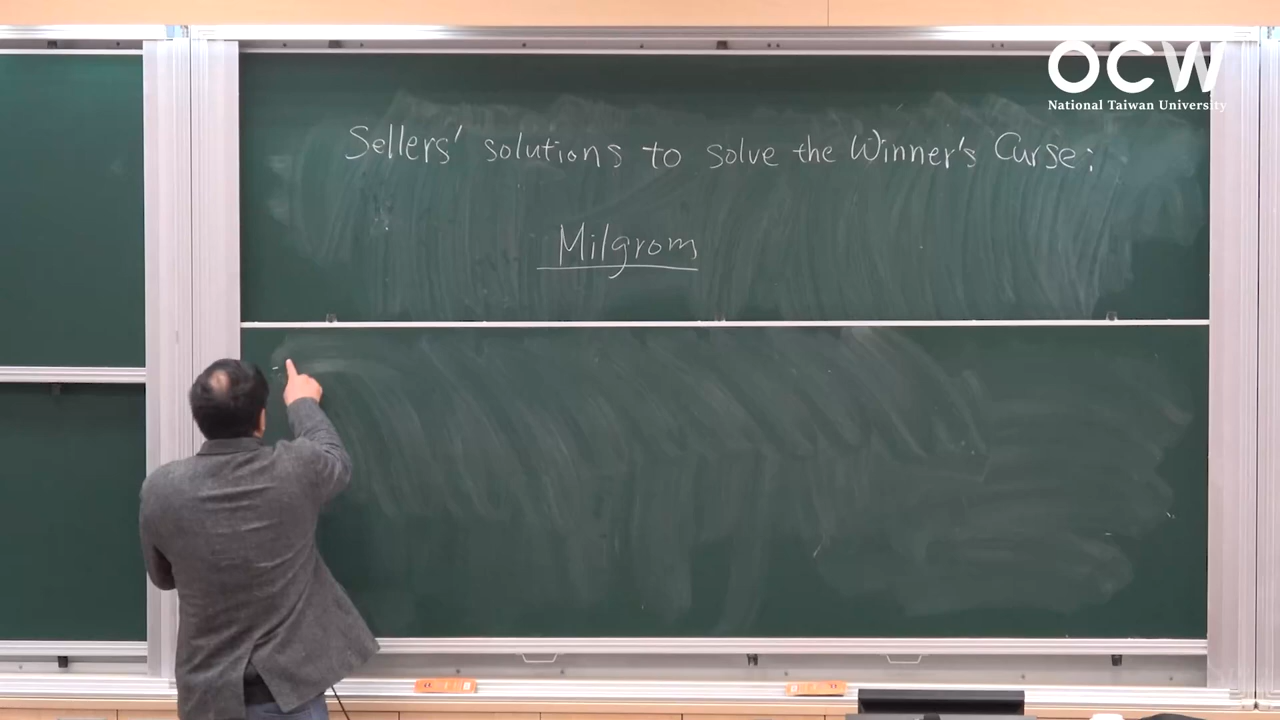 OCW
National Taiwan University
Sellers' solutions to solve the Winner's Curse:
Milgrom